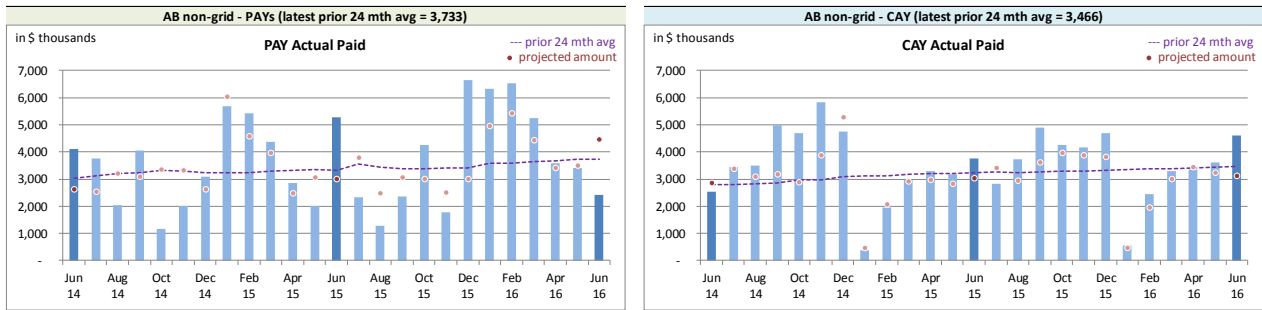 AB non-grid - PAYs (latest prior 24 mth avg = 3,733)
in $ thousands
PAY Actual Paid
--- prior 24 mth avg
• projected amount
7,000
6,000
5,000
4,000
3,000
2,000
1,000
-
Jun Aug Oct Dec Feb Apr Jun Aug Oct Dec Feb Apr Jun
14 14 14 14 15 15 15 15 15 15 16 16 16
AB non-grid - CAY (latest prior 24 mth avg = 3,466)
in $ thousands
CAY Actual Paid
--- prior 24 mth avg
• projected amount
7,000
6,000
5,000
4,000
3,000
2,000
1,000
-
Jun Aug Oct Dec Feb Apr Jun Aug Oct Dec Feb Apr Jun
14 14 14 14 15 15 15 15 15 15 16 16 16